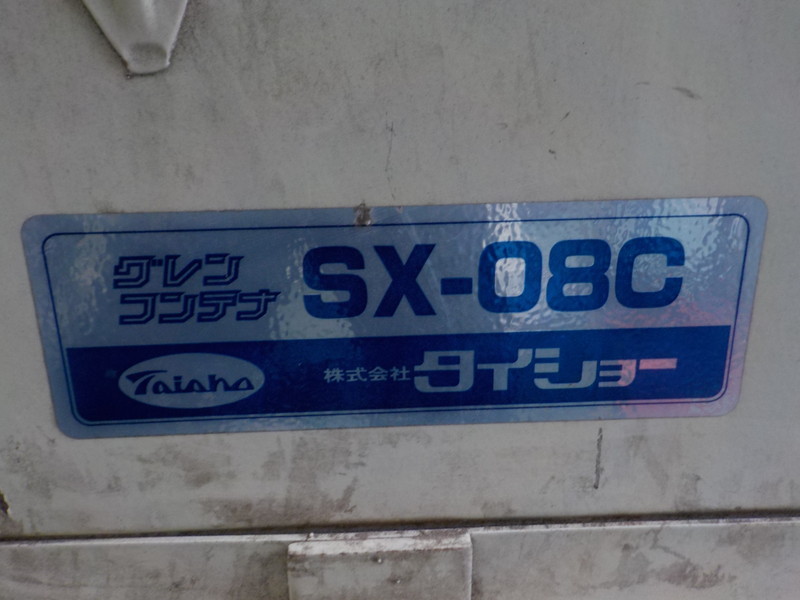 グレン
コンテナ
SX-08C
Taisho
株式会社 タイショー